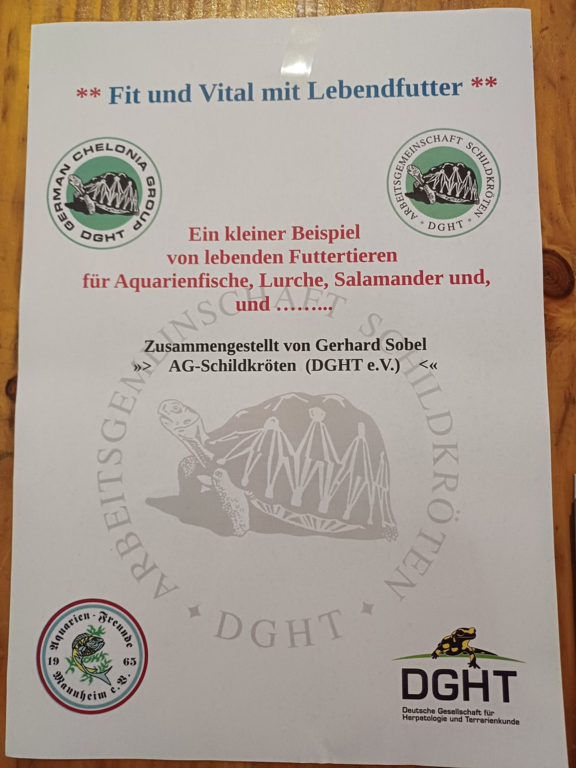 ** Fit und Vital mit Lebendfutter **
GERMAN CHELONIA GROUP
DGHT
ARBEITSGEMEINSCHAFT SCHILDKRÖTEN
DGHT
Ein kleiner Beispiel
von lebenden Futtertieren
für Aquarienfische, Lurche, Salamander und,
und ……...
Zusammengestellt von Gerhard Sobel
»> AG-Schildkröten (DGHT e.V.) <«
ARBEITSGEMEINSCHAFT SCHILDKRÖTEN
DGHT
Aquarien-Freunde
19 65
Mannheim e.V.
DGHT
Deutsche Gesellschaft für
Herpetologie und Terrarienkunde